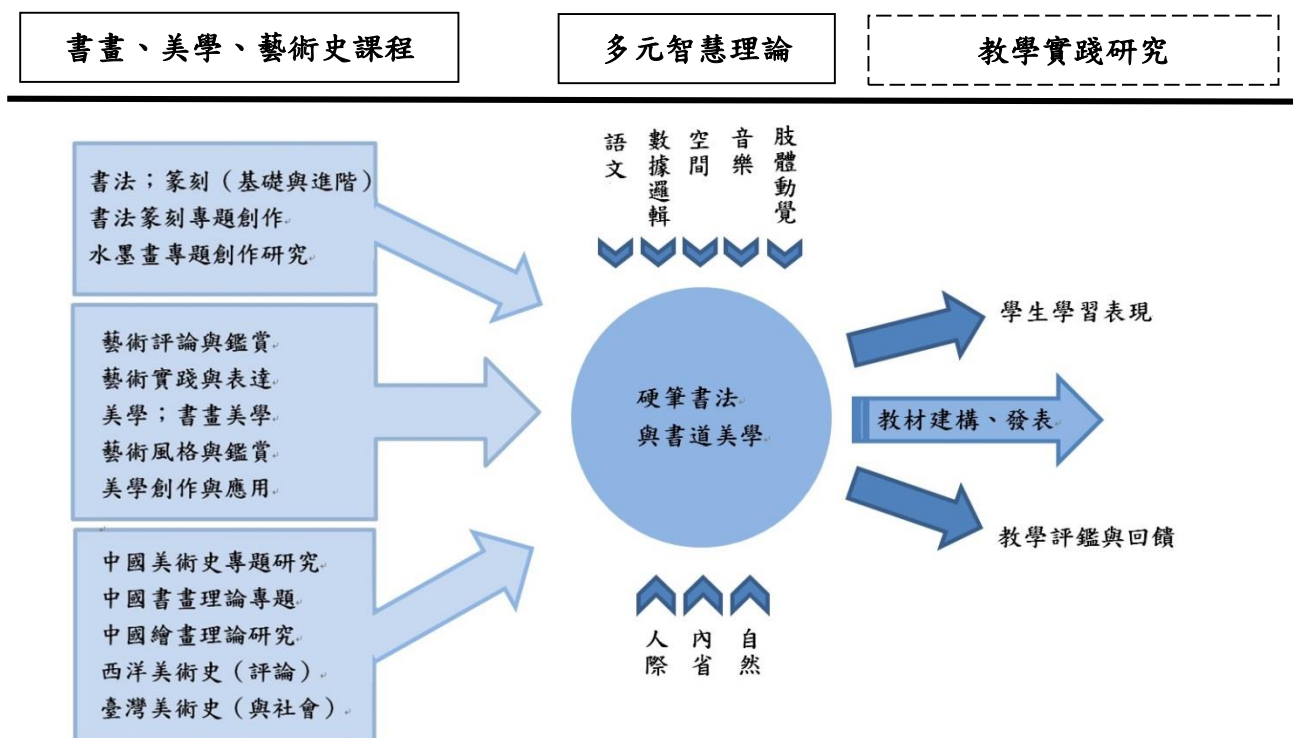 書畫、美學、藝術史課程
多元智慧理論
教學實踐研究
書法；篆刻（基礎與進階）
書法篆刻專題創作
水墨畫專題創作研究
藝術評論與鑑賞
藝術實踐與表達
美學；書畫美學
藝術風格與鑑賞
美學創作與應用
中國美術史專題研究
中國書畫理論專題
中國繪畫理論研究
西洋美術史（評論）
臺灣美術史（與社會）
語文
數據邏輯
空間
音樂
肢體動覺
硬筆書法
與書道美學
人際
內省
自然
學生學習表現
教材建構、發表
教學評鑑與回饋